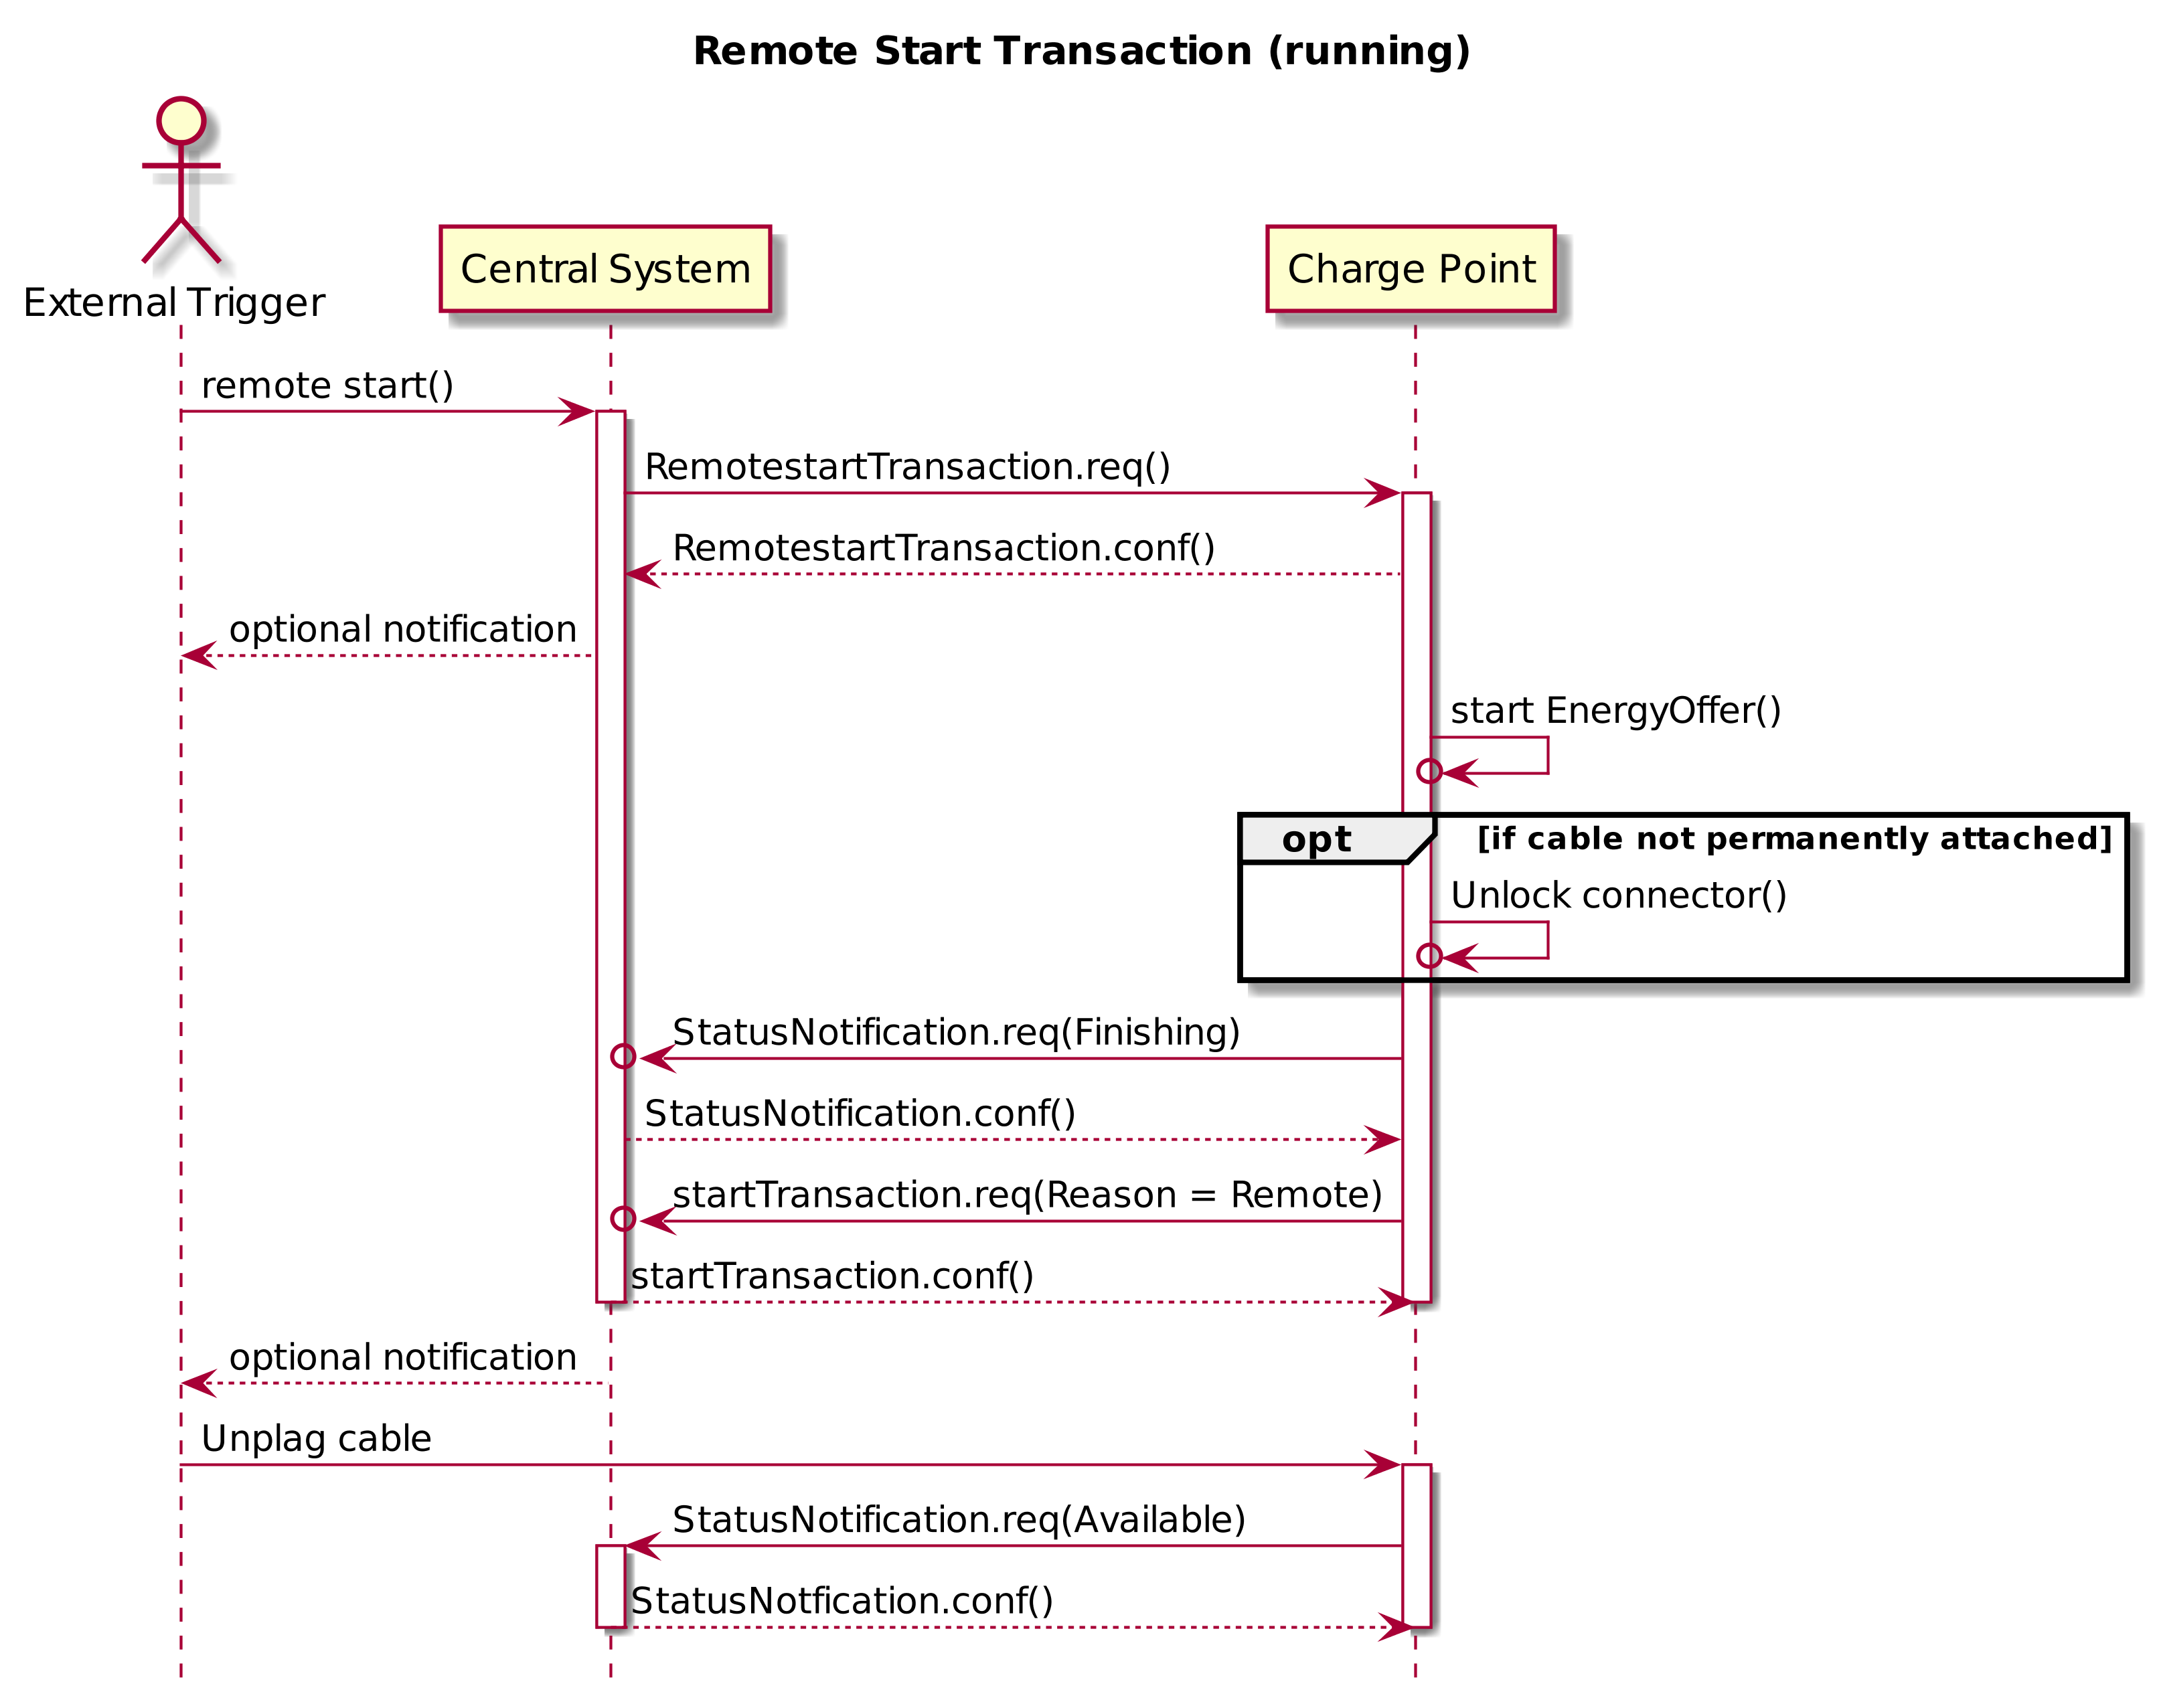 Remote Start Transaction (running)
External Trigger
Central System
Charge Point
remote start()
RemotestartTransaction.req()
RemotestartTransaction.conf()
optional notification
start EnergyOffer()
opt [if cable not permanently attached]
Unlock connector()
StatusNotification.req(Finishing)
StatusNotification.conf()
startTransaction.req(Reason = Remote)
startTransaction.conf()
optional notification
Unplag cable
StatusNotification.req(Available)
StatusNotfication.conf()